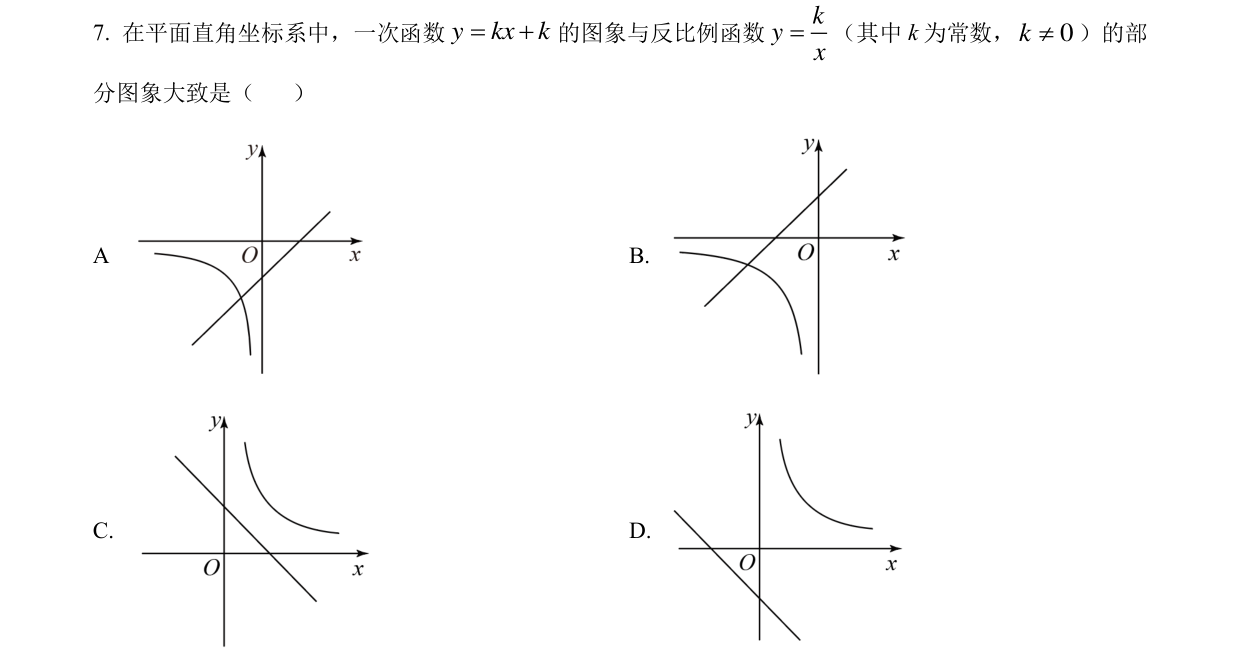 7. 在平面直角坐标系中，一次函数 y = kx + k 的图象与反比例函数 y = k/x （其中 k 为常数， k ≠ 0 ）的部
分图象大致是（　　）
A
y
O
x
B.
y
O
x
C.
y
O
x
D.
y
O
x